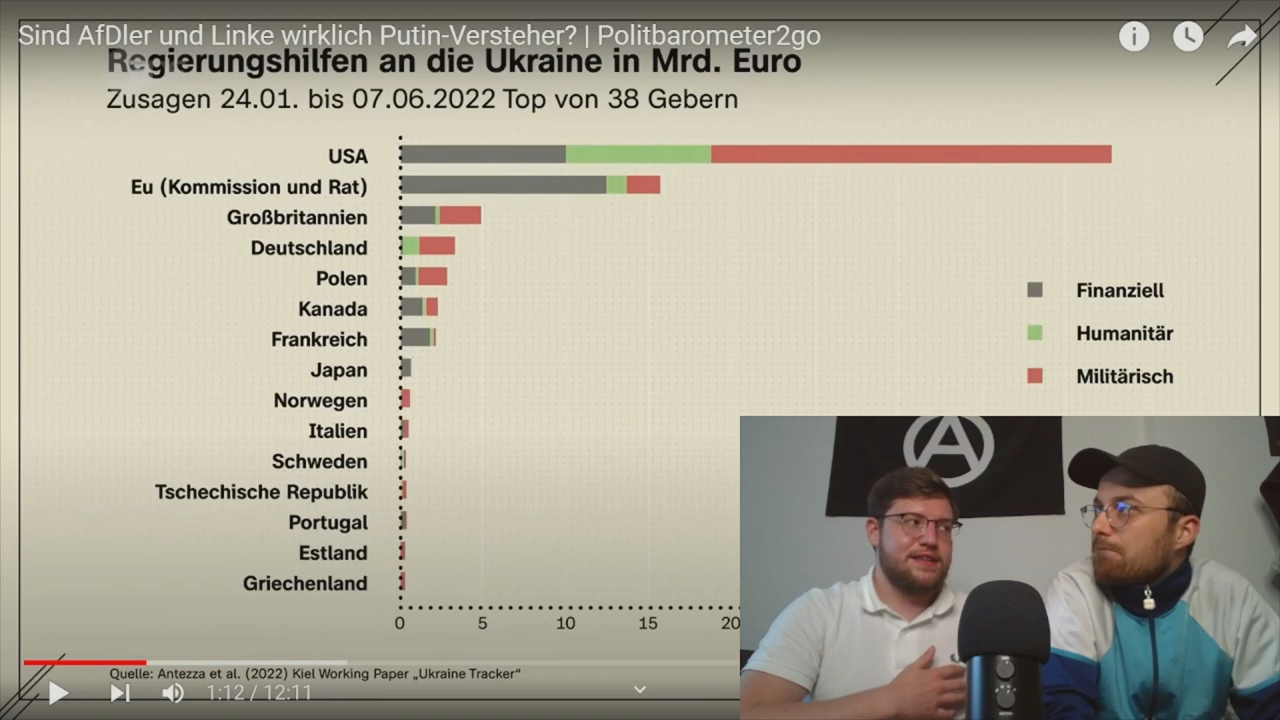 Sind AfDler und Linke wirklich Putin-Versteher? | Politbarometer2go
Regierungshilfen an die Ukraine in Mrd. Euro
Zusagen 24.01. bis 07.06.2022 Top von 38 Gebern
USA
Eu (Kommission und Rat)
Großbritannien
Deutschland
Polen
Kanada
Frankreich
Japan
Norwegen
Italien
Schweden
Tschechische Republik
Portugal
Estland
Griechenland
Finanziell
Humanitär
Militärisch
0 5 10 15 20
Quelle: Antezza et al. (2022) Kiel Working Paper „Ukraine Tracker“
1:12 / 12:11
A